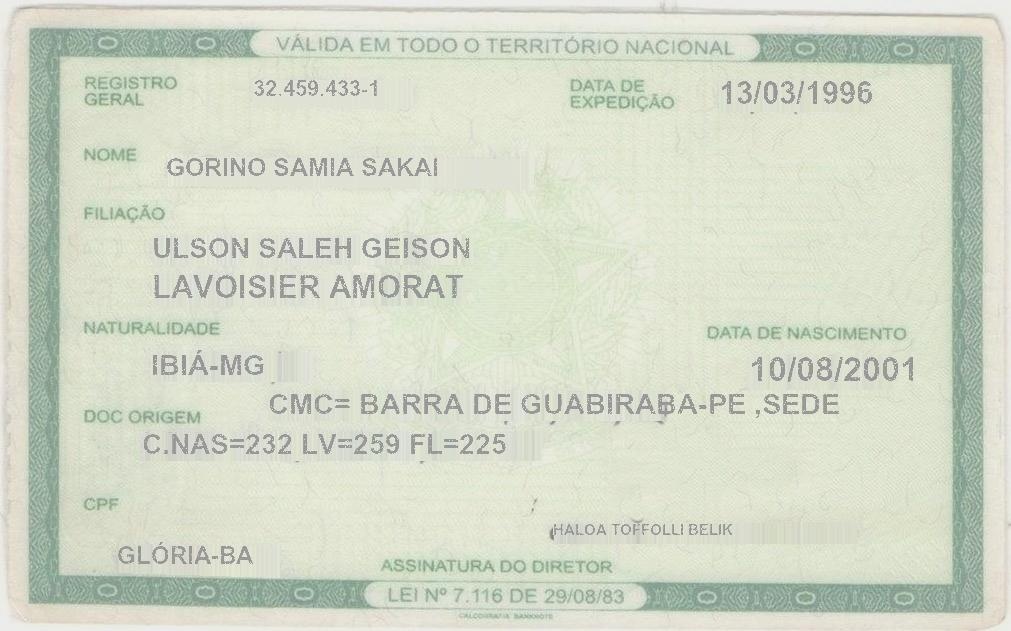 VÁLIDA EM TODO O TERRITÓRIO NACIONAL
REGISTRO GERAL 32.459.433-1 DATA DE EXPEDIÇÃO 13/03/1996
NOME GORINO SAMIA SAKAI
FILIAÇÃO
ULSON SALEH GEISON
LAVOISIER AMORAT
NATURALIDADE DATA DE NASCIMENTO
IBIÁ-MG 10/08/2001
CMC= BARRA DE GUABIRABA-PE ,SEDE
DOC ORIGEM
C.NAS=232 LV=259 FL=225
CPF
HALOA TOFFOLLI BELIK
GLÓRIA-BA
ASSINATURA DO DIRETOR
LEI Nº 7.116 DE 29/08/83
CALCOGRAFIA BANKNOTE